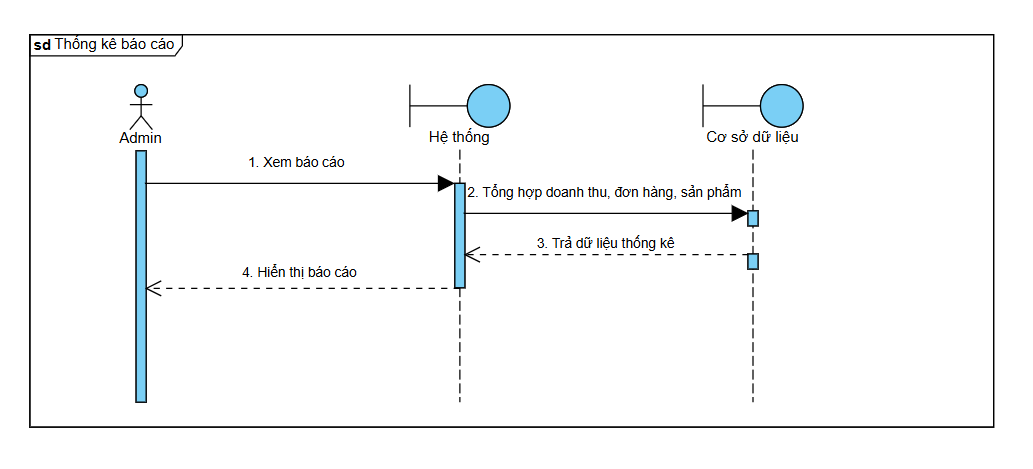 sd Thống kê báo cáo
Admin
Hệ thống
Cơ sở dữ liệu
1. Xem báo cáo
2. Tổng hợp doanh thu, đơn hàng, sản phẩm
3. Trả dữ liệu thống kê
4. Hiển thị báo cáo